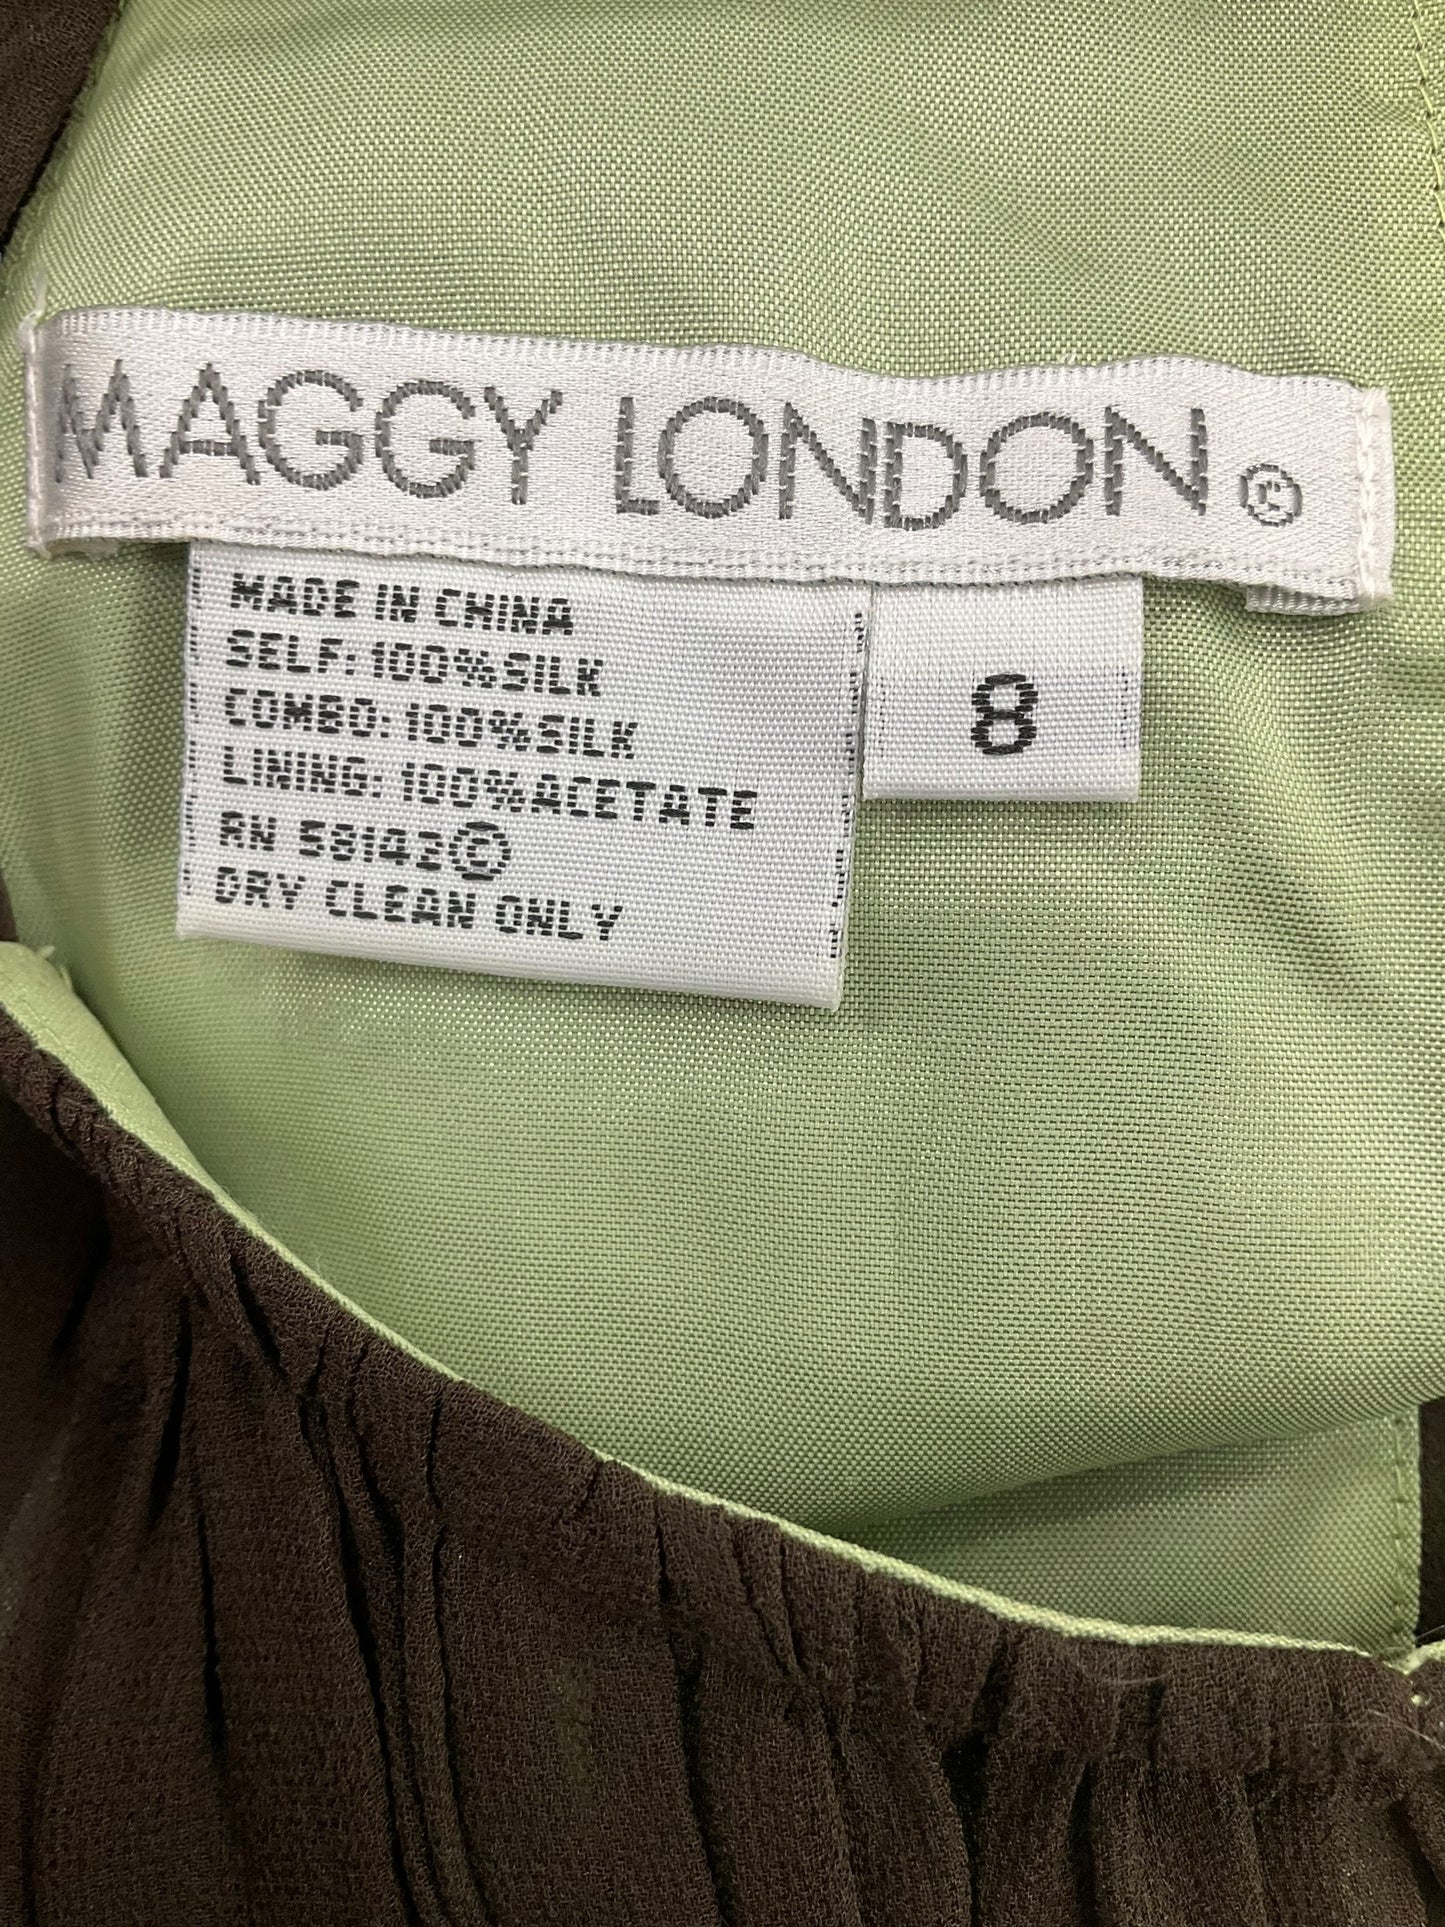 MAGGY LONDON ©
MADE IN CHINA
SELF: 100%SILK
COMBO: 100%SILK
LINING: 100%ACETATE
RN 58142©
DRY CLEAN ONLY
8